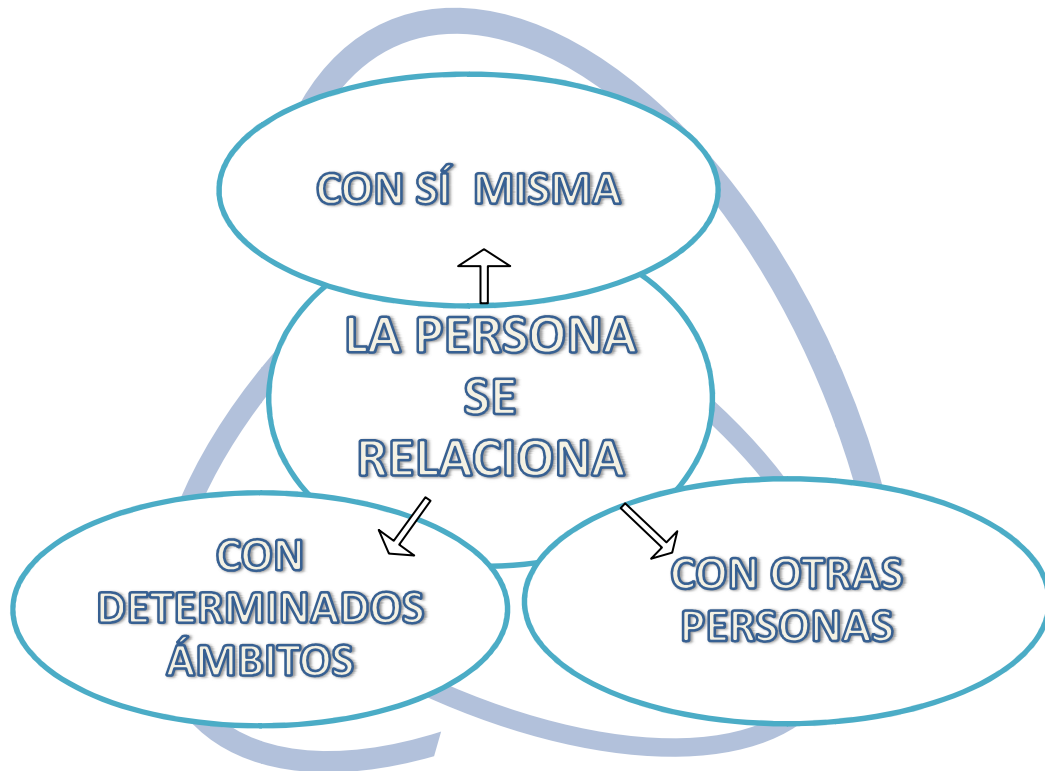 CON SÍ MISMA
LA PERSONA
SE
RELACIONA
CON
DETERMINADOS
ÁMBITOS
CON OTRAS
PERSONAS